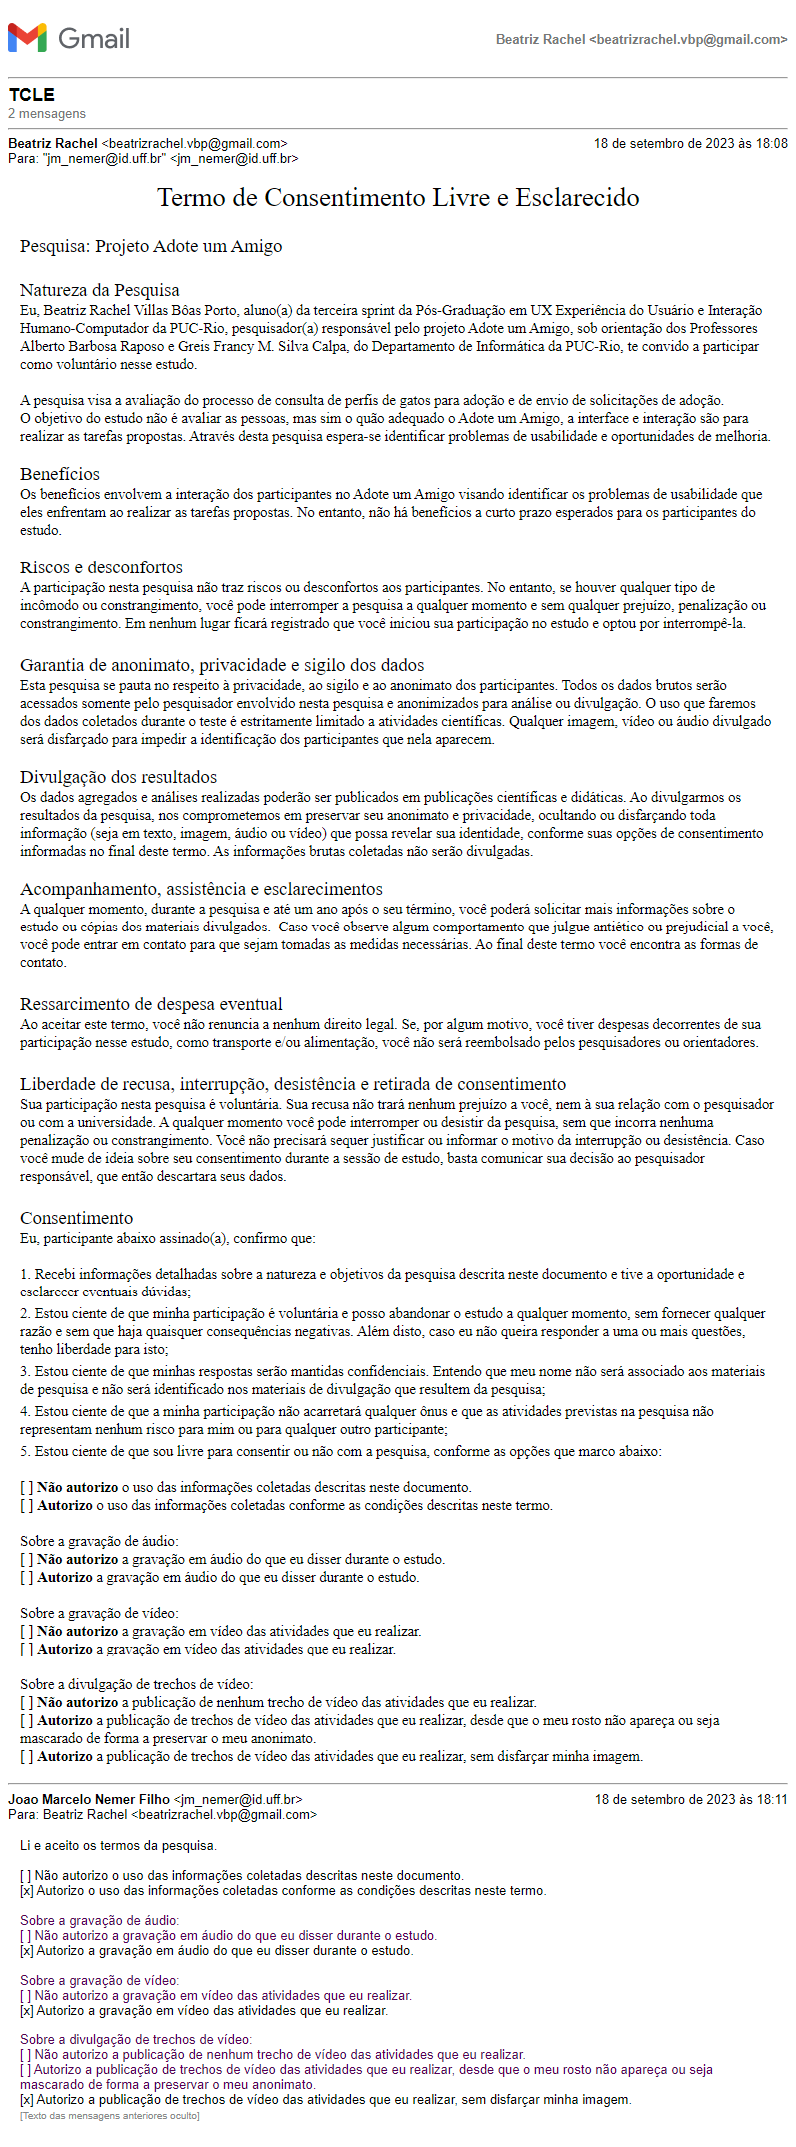 Gmail
Beatriz Rachel <beatrizrachel.vbp@gmail.com>
TCLE
2 mensagens
Beatriz Rachel <beatrizrachel.vbp@gmail.com>
18 de setembro de 2023 às 18:08
Para: "jm_nemer@id.uff.br" <jm_nemer@id.uff.br>
Termo de Consentimento Livre e Esclarecido
Pesquisa: Projeto Adote um Amigo
Natureza da Pesquisa
Eu, Beatriz Rachel Villas Bôas Porto, aluno(a) da terceira sprint da Pós-Graduação em UX Experiência do Usuário e Interação
Humano-Computador da PUC-Rio, pesquisador(a) responsável pelo projeto Adote um Amigo, sob orientação dos Professores
Alberto Barbosa Raposo e Greis Francy M. Silva Calpa, do Departamento de Informática da PUC-Rio, te convido a participar
como voluntário nesse estudo.
A pesquisa visa a avaliação do processo de consulta de perfis de gatos para adoção e de envio de solicitações de adoção.
O objetivo do estudo não é avaliar as pessoas, mas sim o quão adequado o Adote um Amigo, a interface e interação são para
realizar as tarefas propostas. Através desta pesquisa espera-se identificar problemas de usabilidade e oportunidades de melhoria.
Benefícios
Os benefícios envolvem a interação dos participantes no Adote um Amigo visando identificar os problemas de usabilidade que
eles enfrentam ao realizar as tarefas propostas. No entanto, não há benefícios a curto prazo esperados para os participantes do
estudo.
Riscos e desconfortos
A participação nesta pesquisa não traz riscos ou desconfortos aos participantes. No entanto, se houver qualquer tipo de
incômodo ou constrangimento, você pode interromper a pesquisa a qualquer momento e sem qualquer prejuízo, penalização ou
constrangimento. Em nenhum lugar ficará registrado que você iniciou sua participação no estudo e optou por interrompê-la.
Garantia de anonimato, privacidade e sigilo dos dados
Esta pesquisa se pauta no respeito à privacidade, ao sigilo e ao anonimato dos participantes. Todos os dados brutos serão
acessados somente pelo pesquisador envolvido nesta pesquisa e anonimizados para análise ou divulgação. O uso que faremos
dos dados coletados durante o teste é estritamente limitado a atividades científicas. Qualquer imagem, vídeo ou áudio divulgado
será disfarçado para impedir a identificação dos participantes que nela aparecem.
Divulgação dos resultados
Os dados agregados e análises realizadas poderão ser publicados em publicações científicas e didáticas. Ao divulgarmos os
resultados da pesquisa, nos comprometemos em preservar seu anonimato e privacidade, ocultando ou disfarçando toda
informação (seja em texto, imagem, áudio ou vídeo) que possa revelar sua identidade, conforme suas opções de consentimento
informadas no final deste termo. As informações brutas coletadas não serão divulgadas.
Acompanhamento, assistência e esclarecimentos
A qualquer momento, durante a pesquisa e até um ano após o seu término, você poderá solicitar mais informações sobre o
estudo ou cópias dos materiais divulgados. Caso você observe algum comportamento que julgue antiético ou prejudicial a você,
você pode entrar em contato para que sejam tomadas as medidas necessárias. Ao final deste termo você encontra as formas de
contato.
Ressarcimento de despesa eventual
Ao aceitar este termo, você não renuncia a nenhum direito legal. Se, por algum motivo, você tiver despesas decorrentes de sua
participação nesse estudo, como transporte e/ou alimentação, você não será reembolsado pelos pesquisadores ou orientadores.
Liberdade de recusa, interrupção, desistência e retirada de consentimento
Sua participação nesta pesquisa é voluntária. Sua recusa não trará nenhum prejuízo a você, nem à sua relação com o pesquisador
ou com a universidade. A qualquer momento você pode interromper ou desistir da pesquisa, sem que incorra nenhuma
penalização ou constrangimento. Você não precisará sequer justificar ou informar o motivo da interrupção ou desistência. Caso
você mude de ideia sobre seu consentimento durante a sessão de estudo, basta comunicar sua decisão ao pesquisador
responsável, que então descartara seus dados.
Consentimento
Eu, participante abaixo assinado(a), confirmo que:
1. Recebi informações detalhadas sobre a natureza e objetivos da pesquisa descrita neste documento e tive a oportunidade e
esclarecer eventuais dúvidas;
2. Estou ciente de que minha participação é voluntária e posso abandonar o estudo a qualquer momento, sem fornecer qualquer
razão e sem que haja quaisquer consequências negativas. Além disto, caso eu não queira responder a uma ou mais questões,
tenho liberdade para isto;
3. Estou ciente de que minhas respostas serão mantidas confidenciais. Entendo que meu nome não será associado aos materiais
de pesquisa e não será identificado nos materiais de divulgação que resultem da pesquisa;
4. Estou ciente de que a minha participação não acarretará qualquer ônus e que as atividades previstas na pesquisa não
representam nenhum risco para mim ou para qualquer outro participante;
5. Estou ciente de que sou livre para consentir ou não com a pesquisa, conforme as opções que marco abaixo:
[ ] Não autorizo o uso das informações coletadas descritas neste documento.
[ ] Autorizo o uso das informações coletadas conforme as condições descritas neste termo.
Sobre a gravação de áudio:
[ ] Não autorizo a gravação em áudio do que eu disser durante o estudo.
[ ] Autorizo a gravação em áudio do que eu disser durante o estudo.
Sobre a gravação de vídeo:
[ ] Não autorizo a gravação em vídeo das atividades que eu realizar.
[ ] Autorizo a gravação em vídeo das atividades que eu realizar.
Sobre a divulgação de trechos de vídeo:
[ ] Não autorizo a publicação de nenhum trecho de vídeo das atividades que eu realizar.
[ ] Autorizo a publicação de trechos de vídeo das atividades que eu realizar, desde que o meu rosto não apareça ou seja
mascarado de forma a preservar o meu anonimato.
[ ] Autorizo a publicação de trechos de vídeo das atividades que eu realizar, sem disfarçar minha imagem.
Joao Marcelo Nemer Filho <jm_nemer@id.uff.br>
18 de setembro de 2023 às 18:11
Para: Beatriz Rachel <beatrizrachel.vbp@gmail.com>
Li e aceito os termos da pesquisa.
[ ] Não autorizo o uso das informações coletadas descritas neste documento.
[x] Autorizo o uso das informações coletadas conforme as condições descritas neste termo.
Sobre a gravação de áudio:
[ ] Não autorizo a gravação em áudio do que eu disser durante o estudo.
[x] Autorizo a gravação em áudio do que eu disser durante o estudo.
Sobre a gravação de vídeo:
[ ] Não autorizo a gravação em vídeo das atividades que eu realizar.
[x] Autorizo a gravação em vídeo das atividades que eu realizar.
Sobre a divulgação de trechos de vídeo:
[ ] Não autorizo a publicação de nenhum trecho de vídeo das atividades que eu realizar.
[ ] Autorizo a publicação de trechos de vídeo das atividades que eu realizar, desde que o meu rosto não apareça ou seja
mascarado de forma a preservar o meu anonimato.
[x] Autorizo a publicação de trechos de vídeo das atividades que eu realizar, sem disfarçar minha imagem.
[Texto das mensagens anteriores oculto]